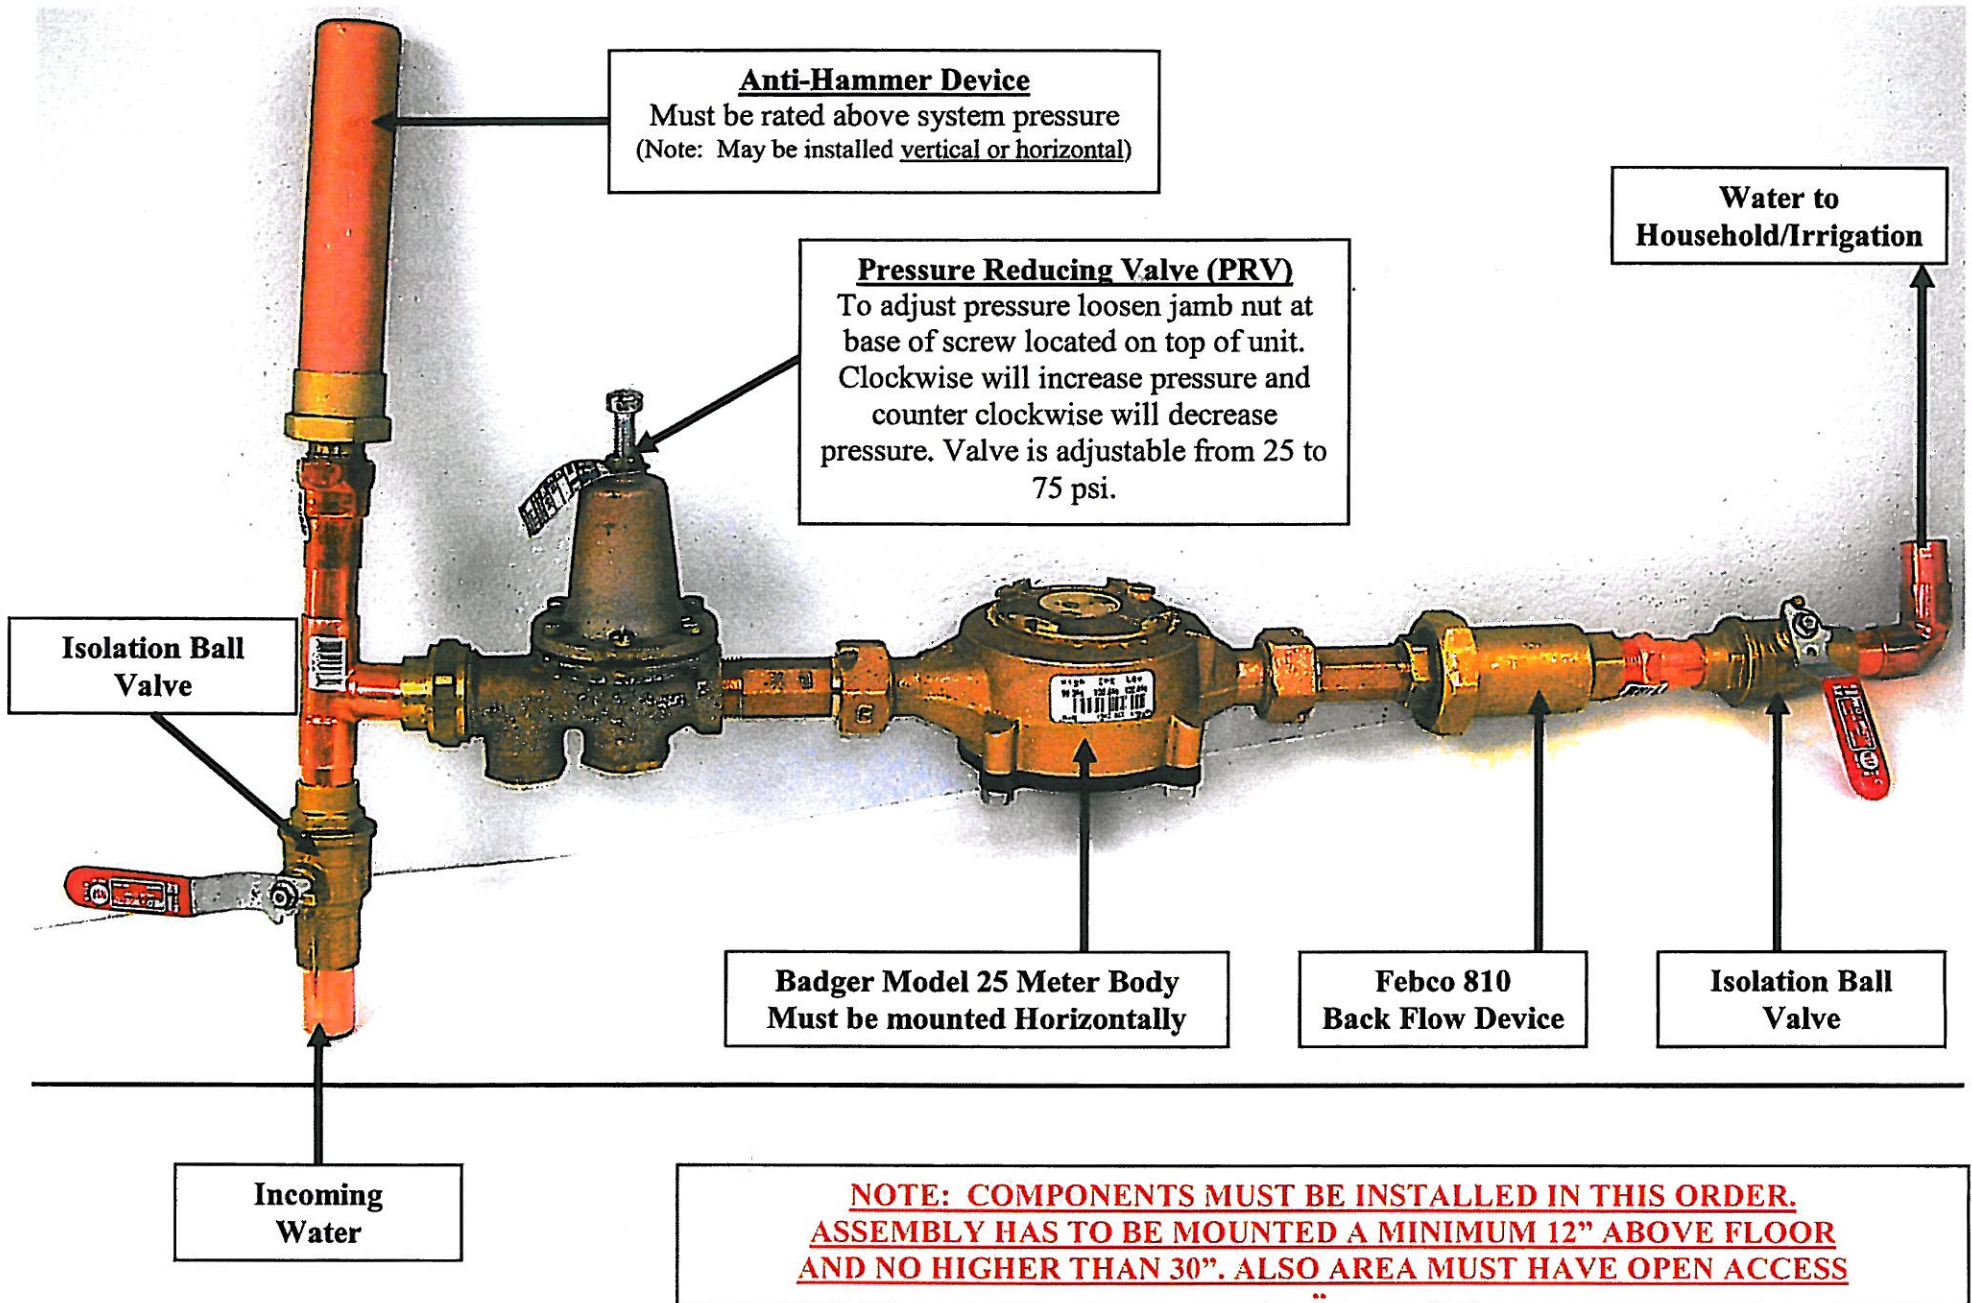 Anti-Hammer Device
Must be rated above system pressure
(Note: May be installed vertical or horizontal)
Water to
Household/Irrigation
Pressure Reducing Valve (PRV)
To adjust pressure loosen jamb nut at
base of screw located on top of unit.
Clockwise will increase pressure and
counter clockwise will decrease
pressure. Valve is adjustable from 25 to
75 psi.
Isolation Ball
Valve
Badger Model 25 Meter Body
Must be mounted Horizontally
Febco 810
Back Flow Device
Isolation Ball
Valve
Incoming
Water
NOTE: COMPONENTS MUST BE INSTALLED IN THIS ORDER.
ASSEMBLY HAS TO BE MOUNTED A MINIMUM 12” ABOVE FLOOR
AND NO HIGHER THAN 30”. ALSO AREA MUST HAVE OPEN ACCESS